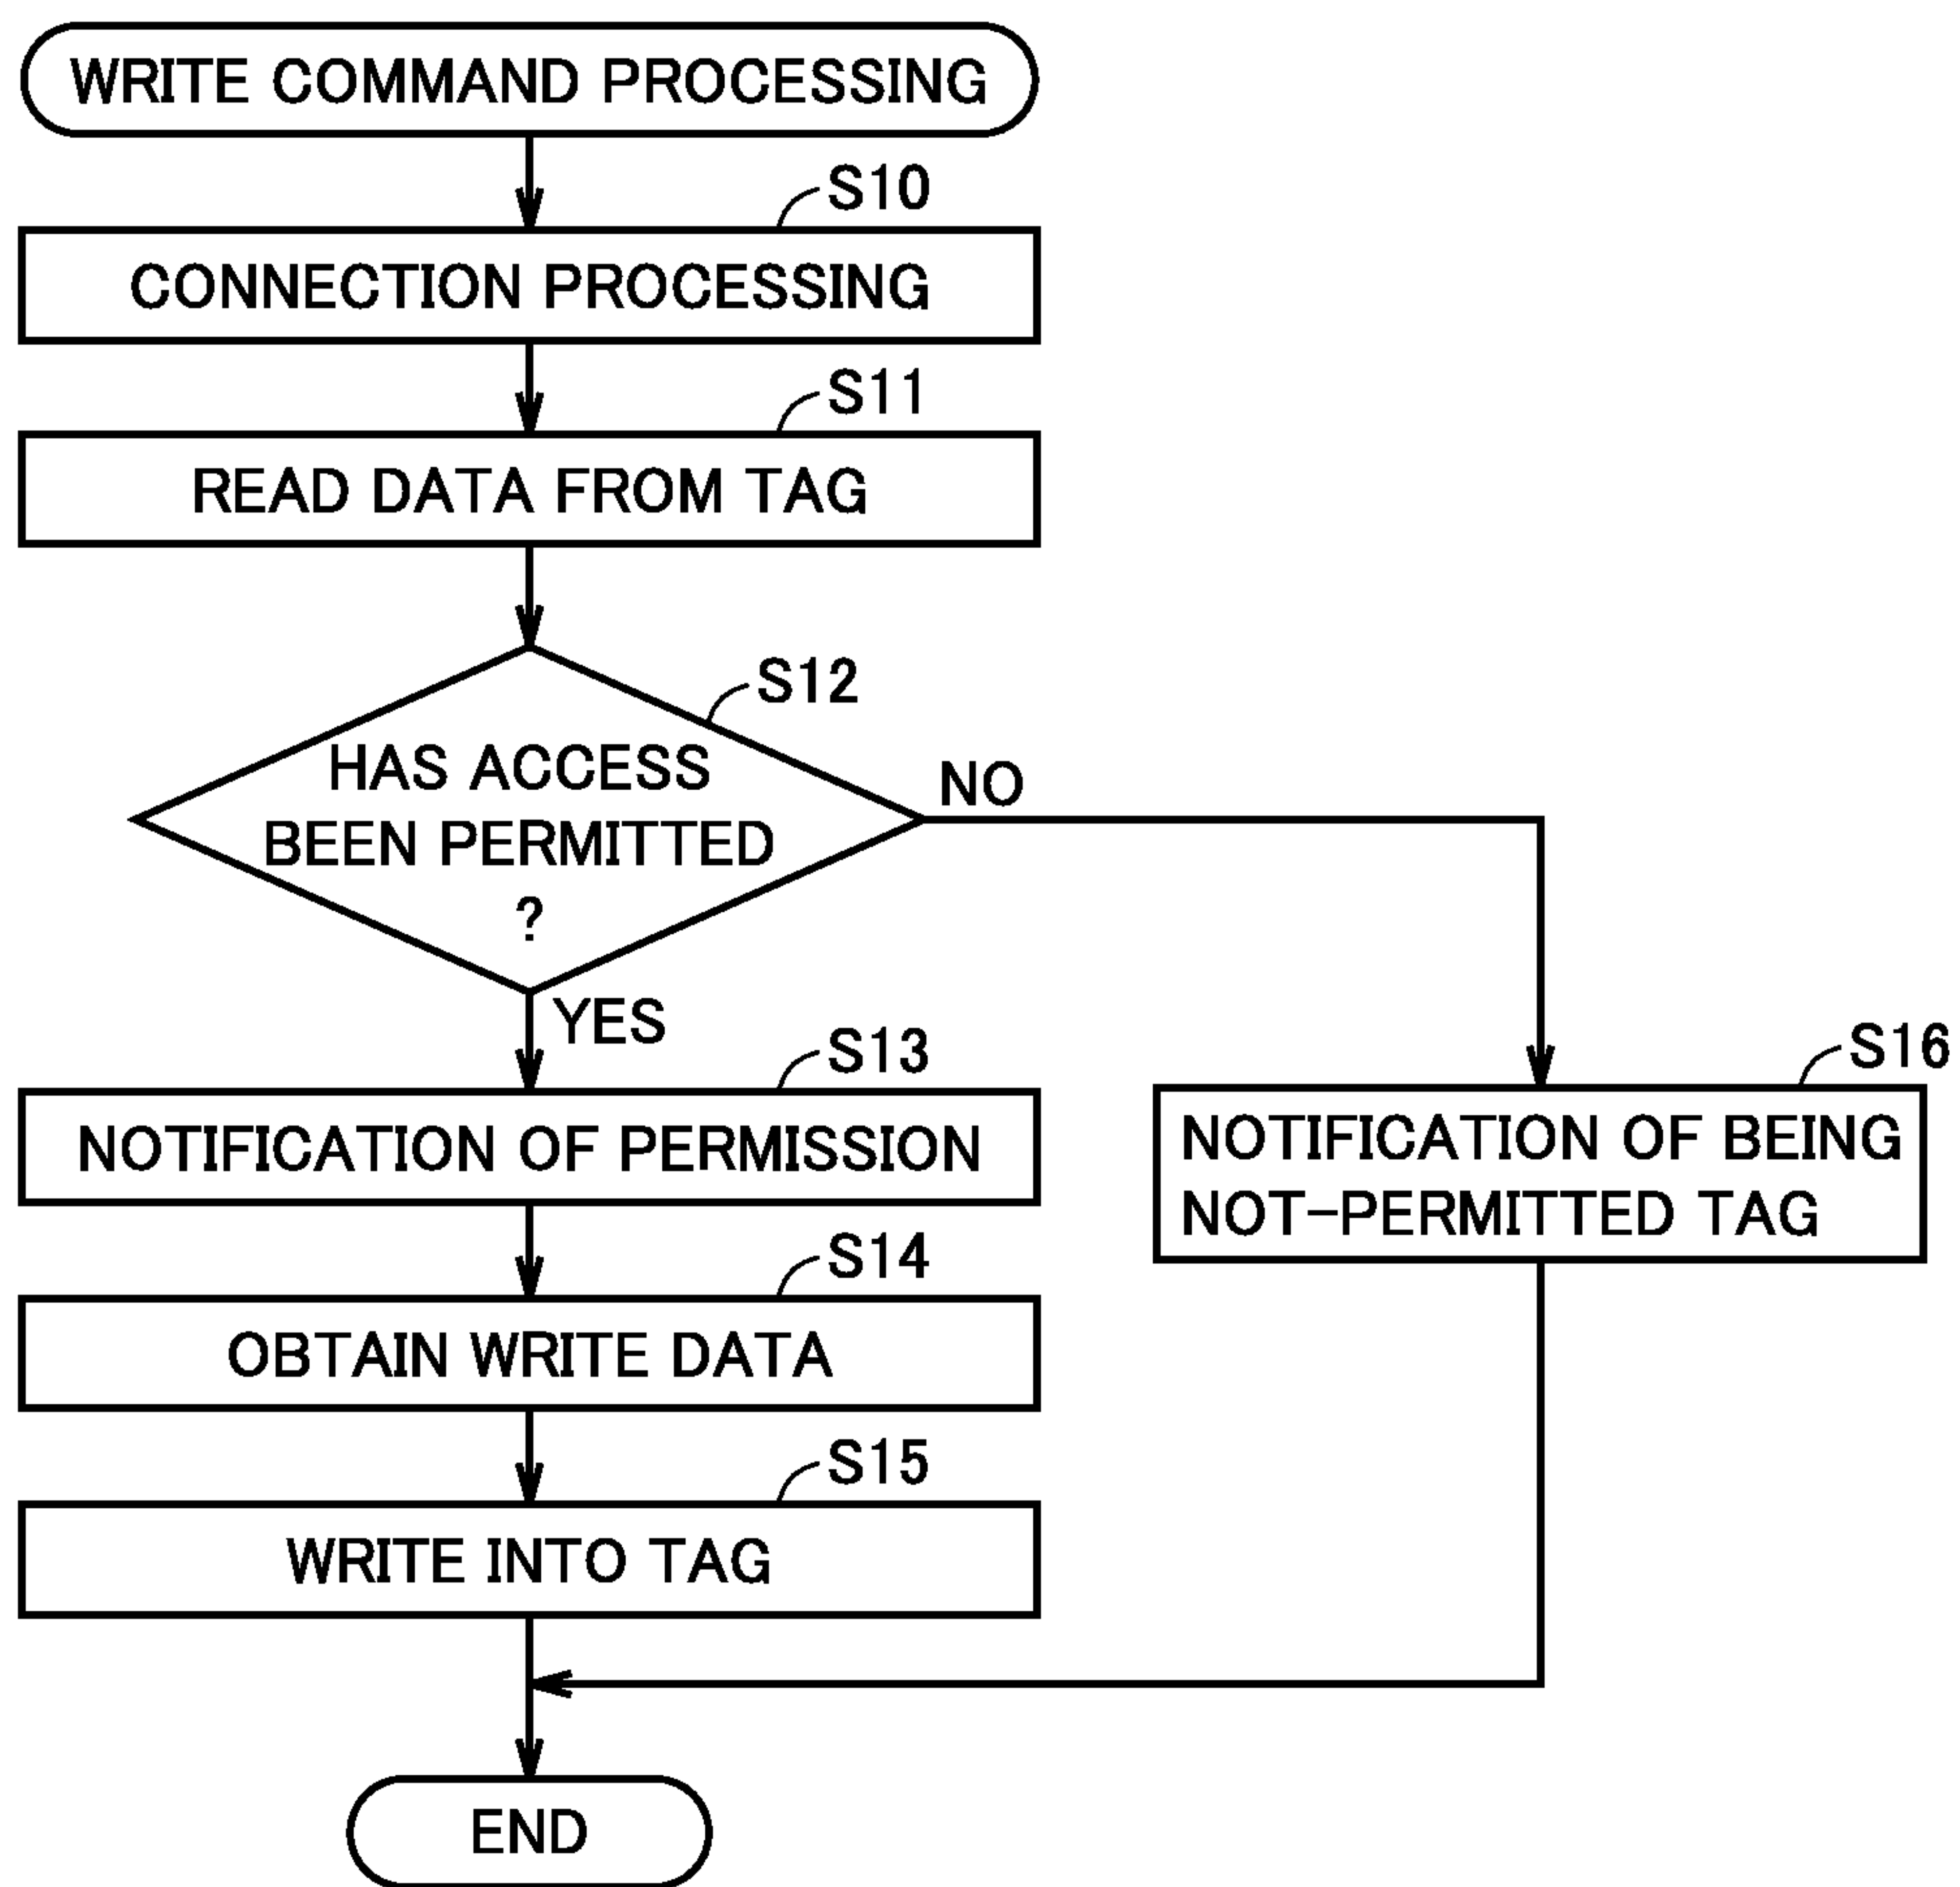 WRITE COMMAND PROCESSING
S10
CONNECTION PROCESSING
S11
READ DATA FROM TAG
S12
HAS ACCESS
BEEN PERMITTED
?
NO
YES
S13
NOTIFICATION OF PERMISSION
S16
NOTIFICATION OF BEING
NOT-PERMITTED TAG
S14
OBTAIN WRITE DATA
S15
WRITE INTO TAG
END